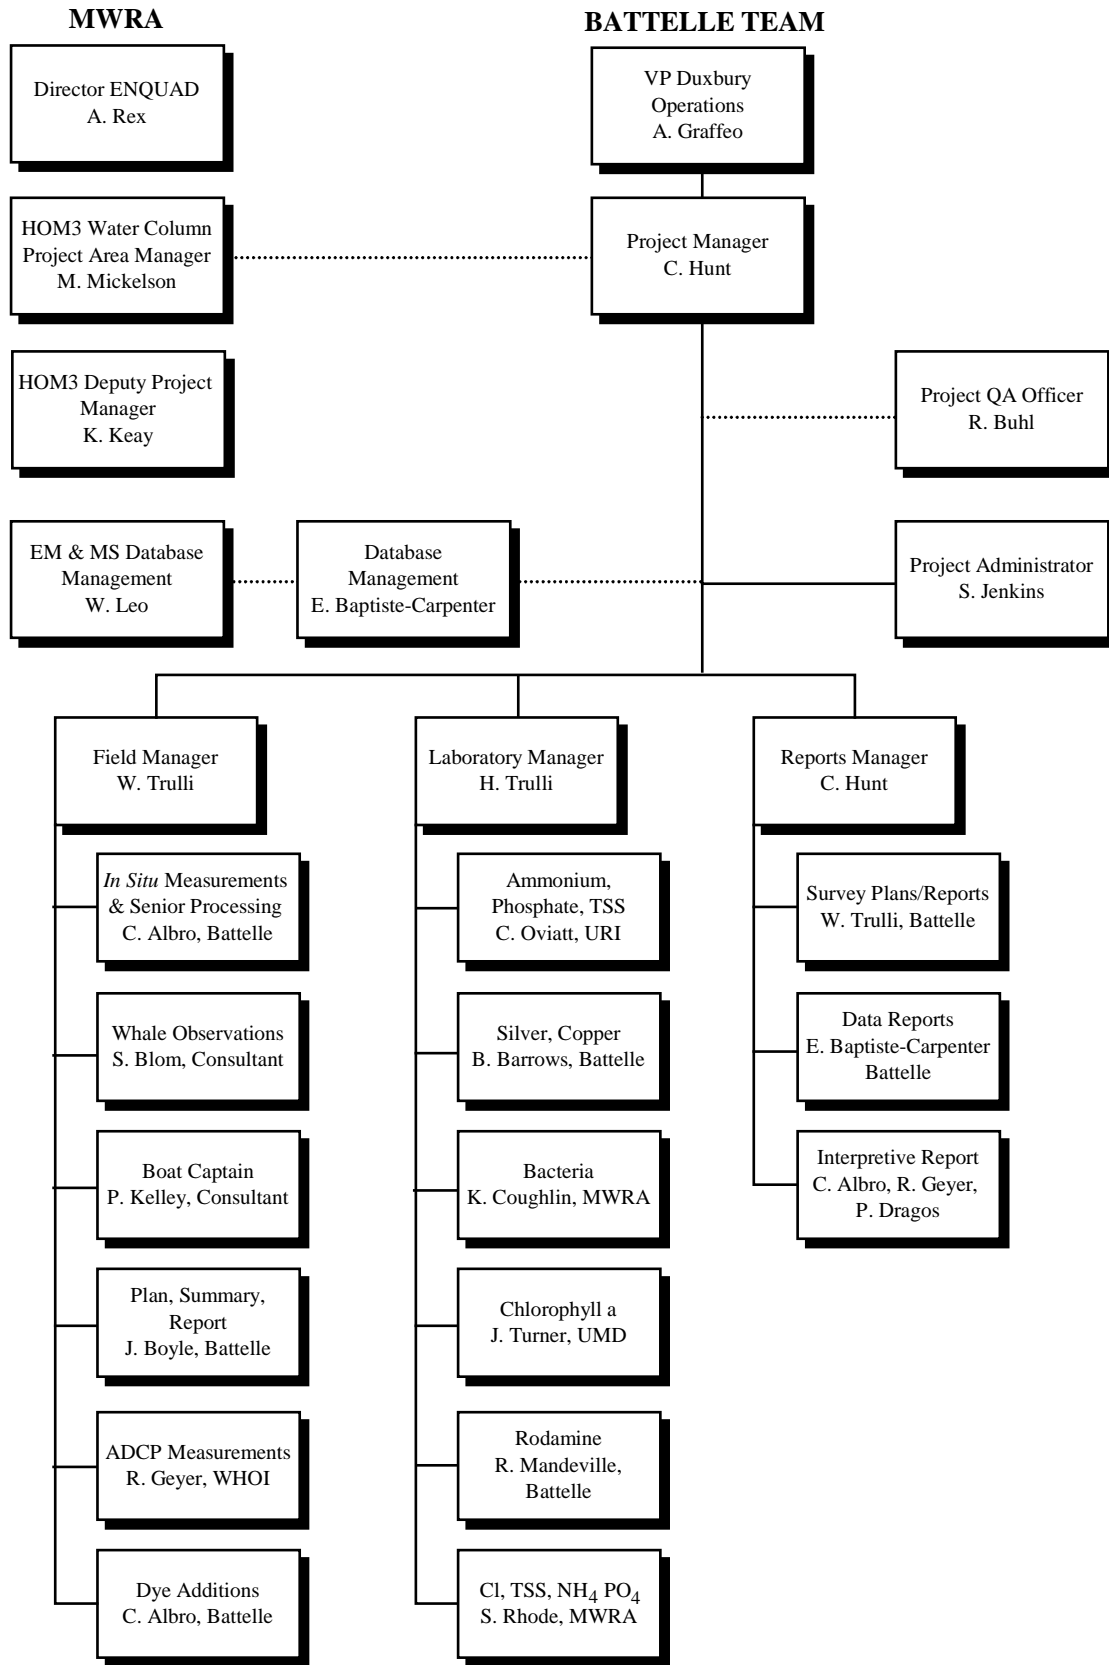 MWRA
BATTELLE TEAM
Director ENQUAD
A. Rex
VP Duxbury
Operations
A. Graffeo
HOM3 Water Column
Project Area Manager
M. Mickelson
Project Manager
C. Hunt
HOM3 Deputy Project
Manager
K. Keay
Project QA Officer
R. Buhl
EM & MS Database
Management
W. Leo
Database
Management
E. Baptiste-Carpenter
Project Administrator
S. Jenkins
Field Manager
W. Trulli
Laboratory Manager
H. Trulli
Reports Manager
C. Hunt
In Situ Measurements
& Senior Processing
C. Albro, Battelle
Whale Observations
S. Blom, Consultant
Boat Captain
P. Kelley, Consultant
Plan, Summary,
Report
J. Boyle, Battelle
ADCP Measurements
R. Geyer, WHOI
Dye Additions
C. Albro, Battelle
Ammonium,
Phosphate, TSS
C. Oviatt, URI
Silver, Copper
B. Barrows, Battelle
Bacteria
K. Coughlin, MWRA
Chlorophyll a
J. Turner, UMD
Rodamine
R. Mandeville,
Battelle
Cl, TSS, NH4 PO4
S. Rhode, MWRA
Survey Plans/Reports
W. Trulli, Battelle
Data Reports
E. Baptiste-Carpenter
Battelle
Interpretive Report
C. Albro, R. Geyer,
P. Dragos